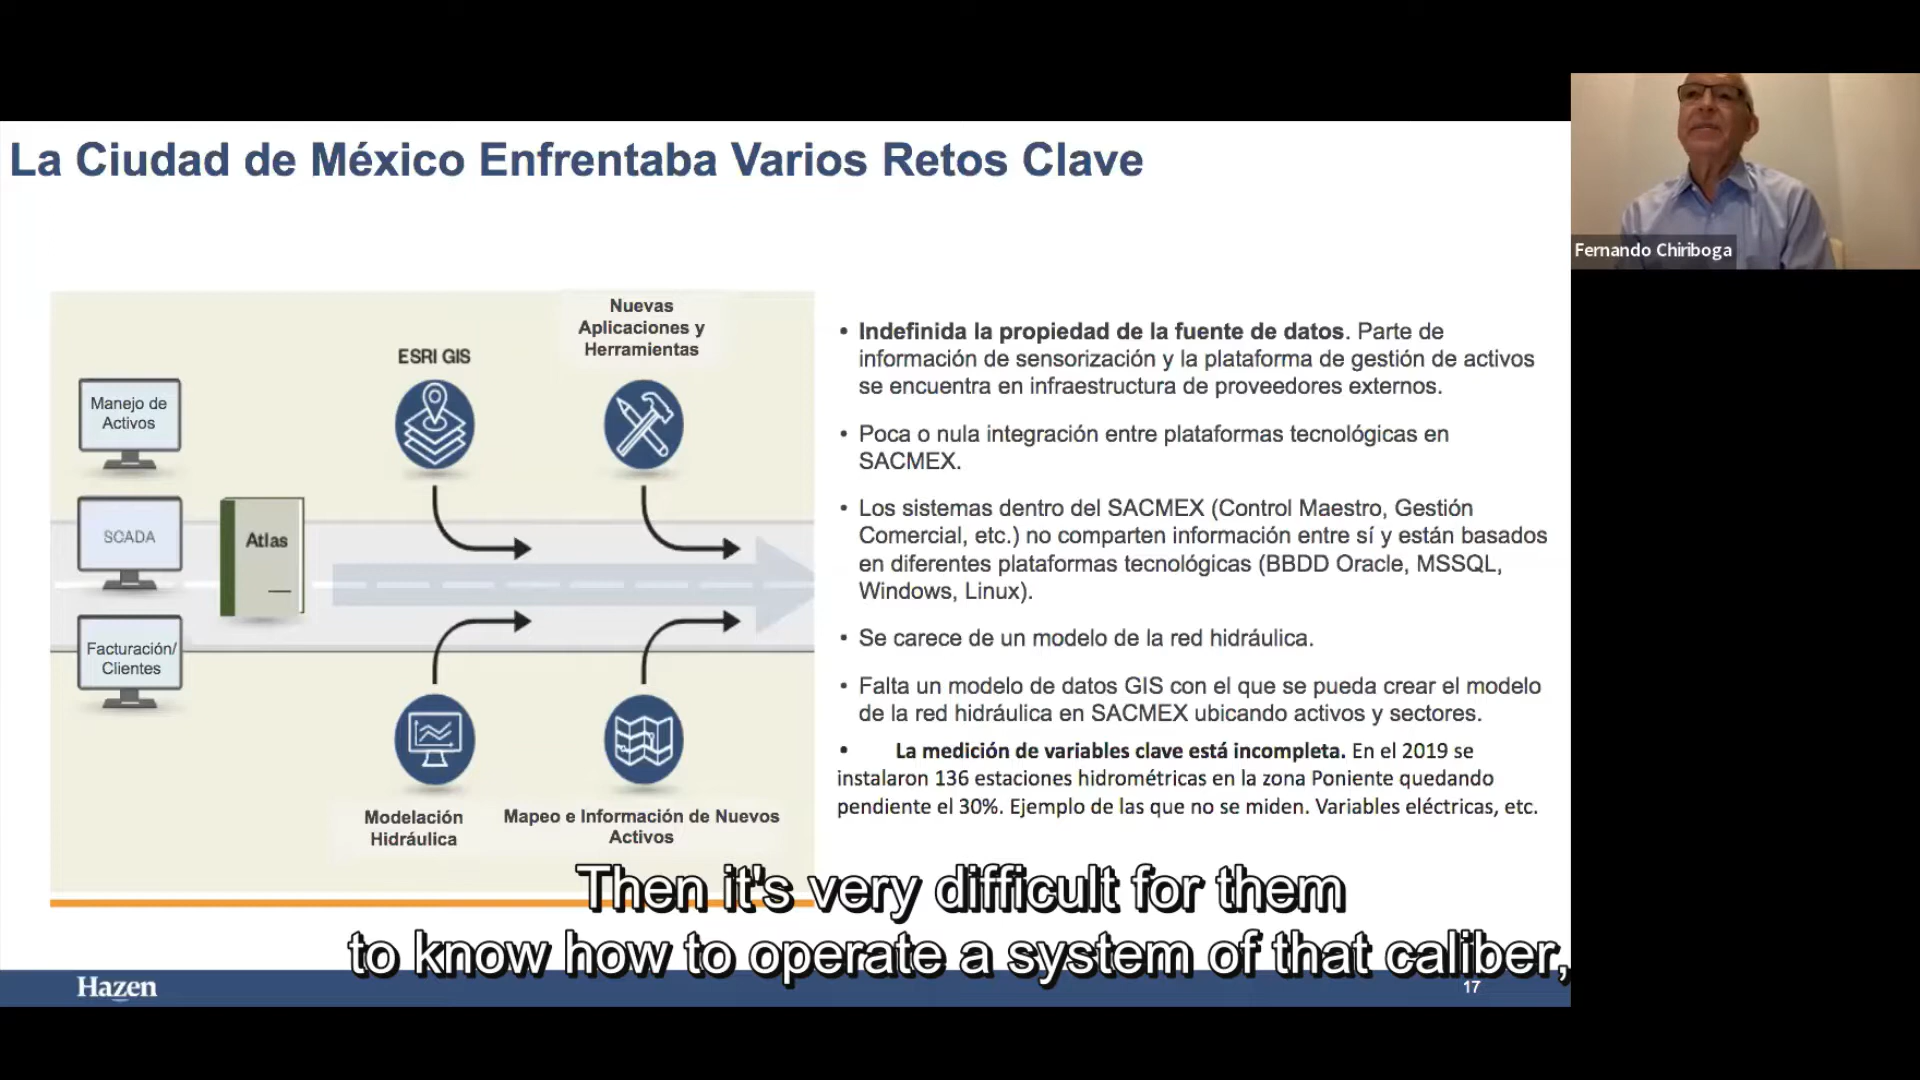 La Ciudad de México Enfrentaba Varios Retos Clave
Fernando Chiriboga
Manejo de
Activos
SCADA
Facturación/
Clientes
Atlas
ESRI GIS
Nuevas
Aplicaciones y
Herramientas
Modelación
Hidráulica
Mapeo e Información de Nuevos
Activos
• Indefinida la propiedad de la fuente de datos. Parte de
información de sensorización y la plataforma de gestión de activos
se encuentra en infraestructura de proveedores externos.
• Poca o nula integración entre plataformas tecnológicas en
SACMEX.
• Los sistemas dentro del SACMEX (Control Maestro, Gestión
Comercial, etc.) no comparten información entre sí y están basados
en diferentes plataformas tecnológicas (BBDD Oracle, MSSQL,
Windows, Linux).
• Se carece de un modelo de la red hidráulica.
• Falta un modelo de datos GIS con el que se pueda crear el modelo
de la red hidráulica en SACMEX ubicando activos y sectores.
• La medición de variables clave está incompleta. En el 2019 se
instalaron 136 estaciones hidrométricas en la zona Poniente quedando
pendiente el 30%. Ejemplo de las que no se miden. Variables eléctricas, etc.
Then it's very difficult for them
to know how to operate a system of that caliber,
Hazen
17